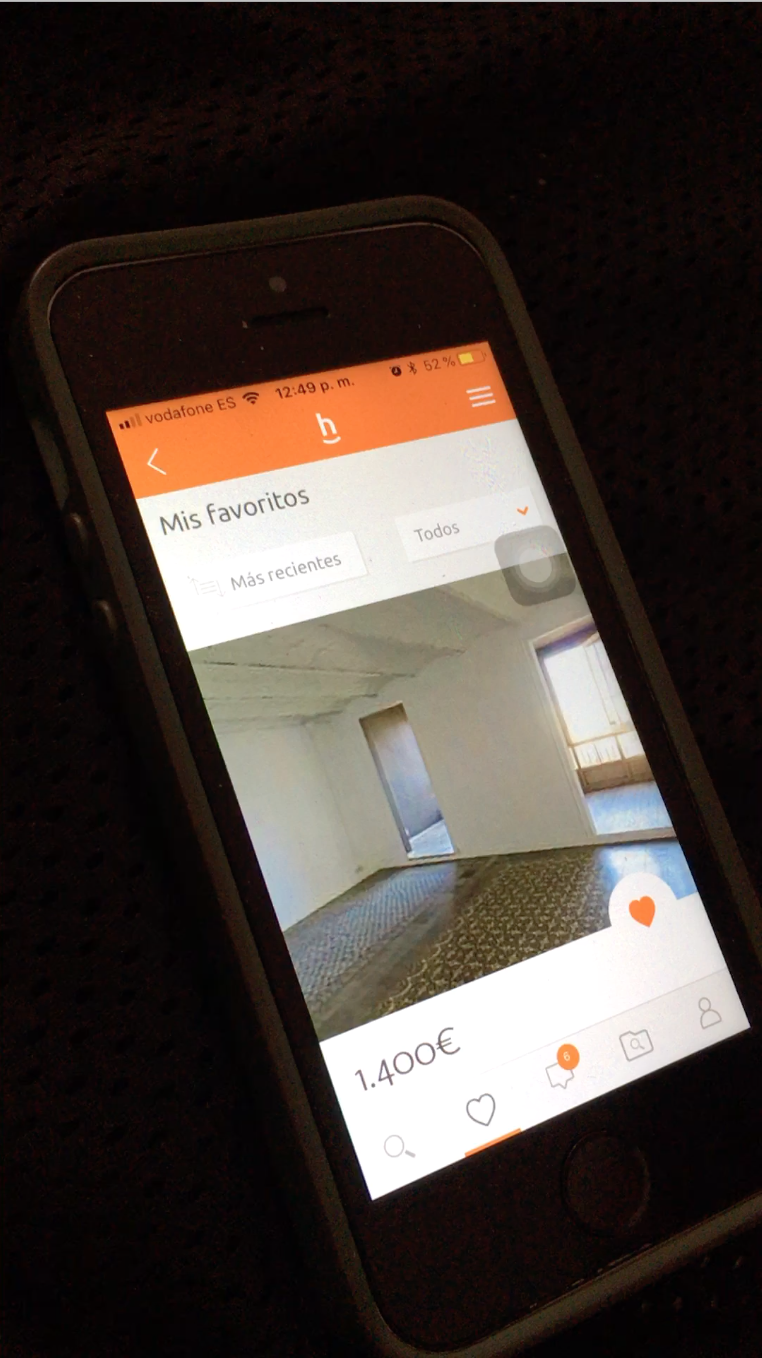 vodafone ES 12:49 p. m. 52 %
h
Mis favoritos
Más recientes Todos
1.400€
6